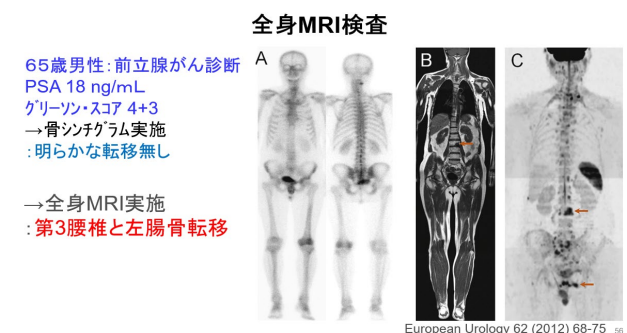 全身MRI検査
65歳男性：前立腺がん診断
PSA 18 ng/mL
ｸﾞﾘーｿﾝ・ｽｺｱ 4+3
→骨ｼﾝﾁｸﾞﾗﾑ実施
：明らかな転移無し
→全身MRI実施
：第3腰椎と左腸骨転移
A
B
C
European Urology 62 (2012) 68-75
56